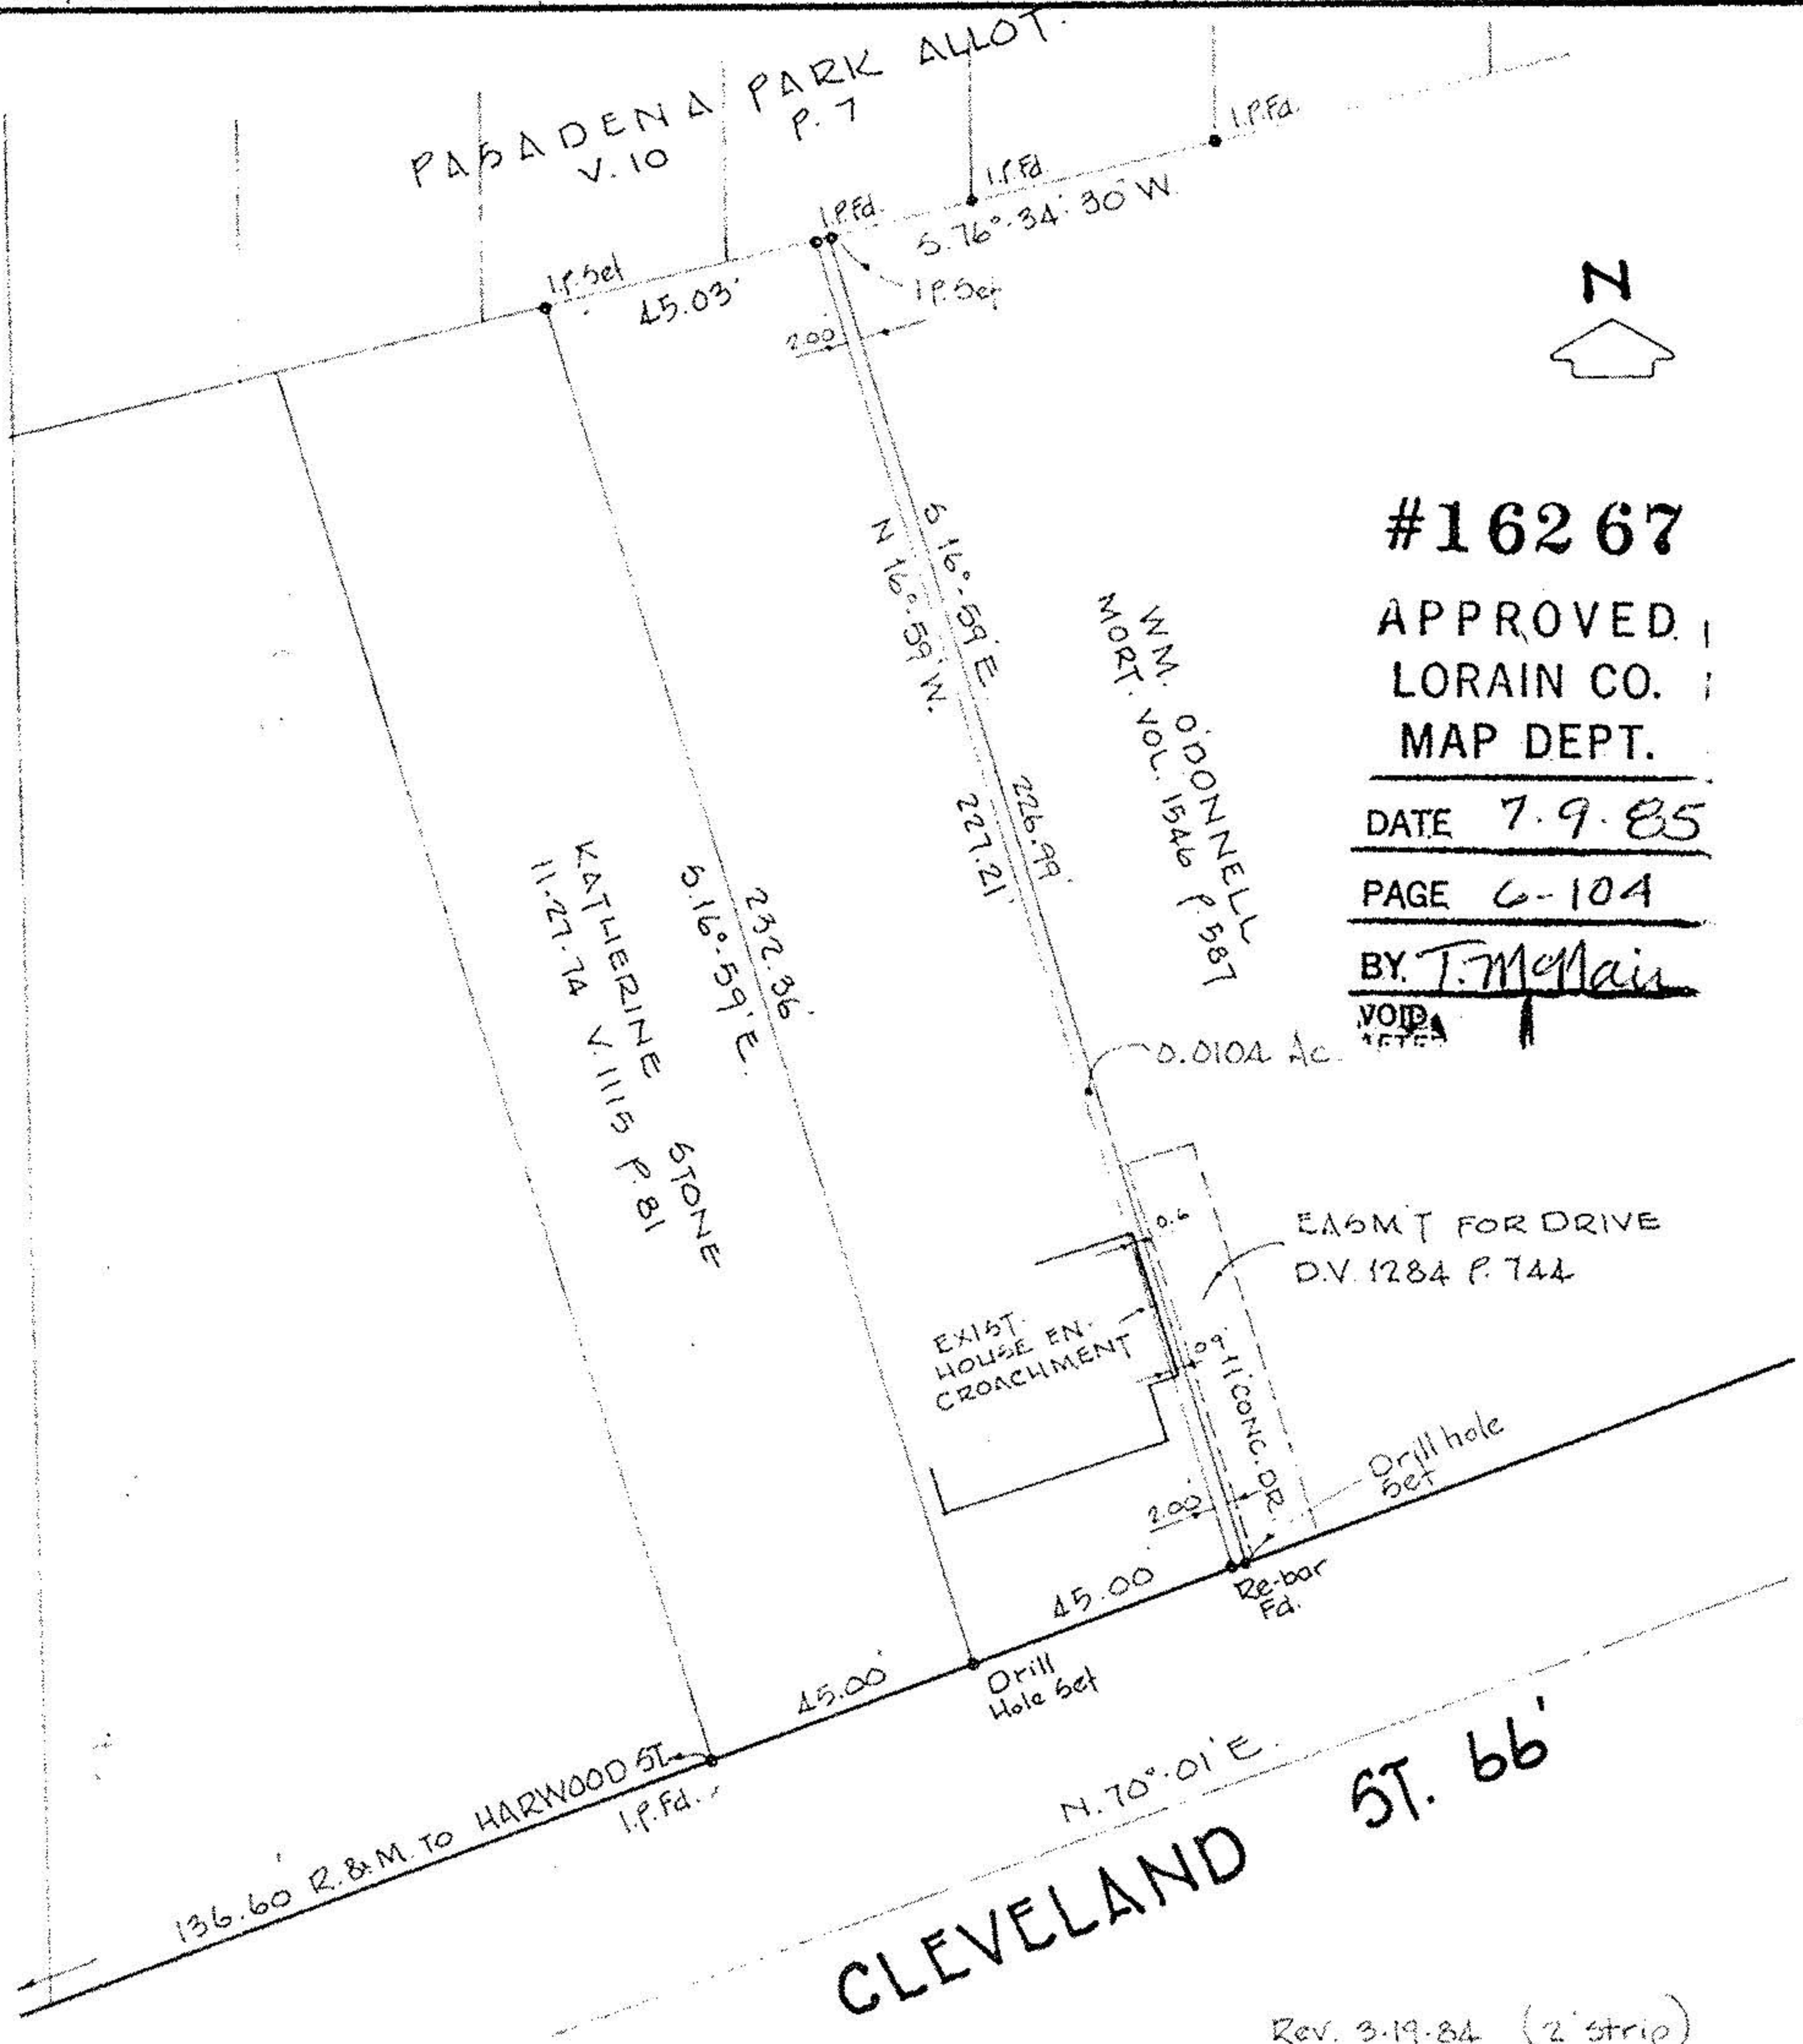 PASADENA PARK ALLOT.
V. 10 P. 7
I.P.Fd.
I.P.Fd.
I.P.Fd.
S.76°-34'-30"W.
I.P.Set
I.P.Set
45.03'
2.00'
N
#16267
APPROVED
LORAIN CO.
MAP DEPT.
DATE 7.9.85
PAGE 6-104
BY. T. McNair
VOID
AFTER
S 16°-59'E
N 16°-59'W.
226.99'
227.21'
WM. O'DONNELL
MORT. VOL. 1546 P.587
232.36'
S.16°-59'E.
KATHERINE STONE
11-27-74 V.1115 P.81
0.0104 Ac.
0.6
EASM'T FOR DRIVE
D.V. 1284 P. 744
EXIST.
HOUSE EN-
CROACHMENT
0.9
11' CONC. DR.
2.00'
Drill hole
Set
45.00'
Re-bar
Fd.
45.00'
Drill
Hole Set
136.60' R.&M. TO HARWOOD ST.
I.P.Fd.
N.70°-01'E.
CLEVELAND ST. 66'
Rev. 3-19-84 (2' strip)